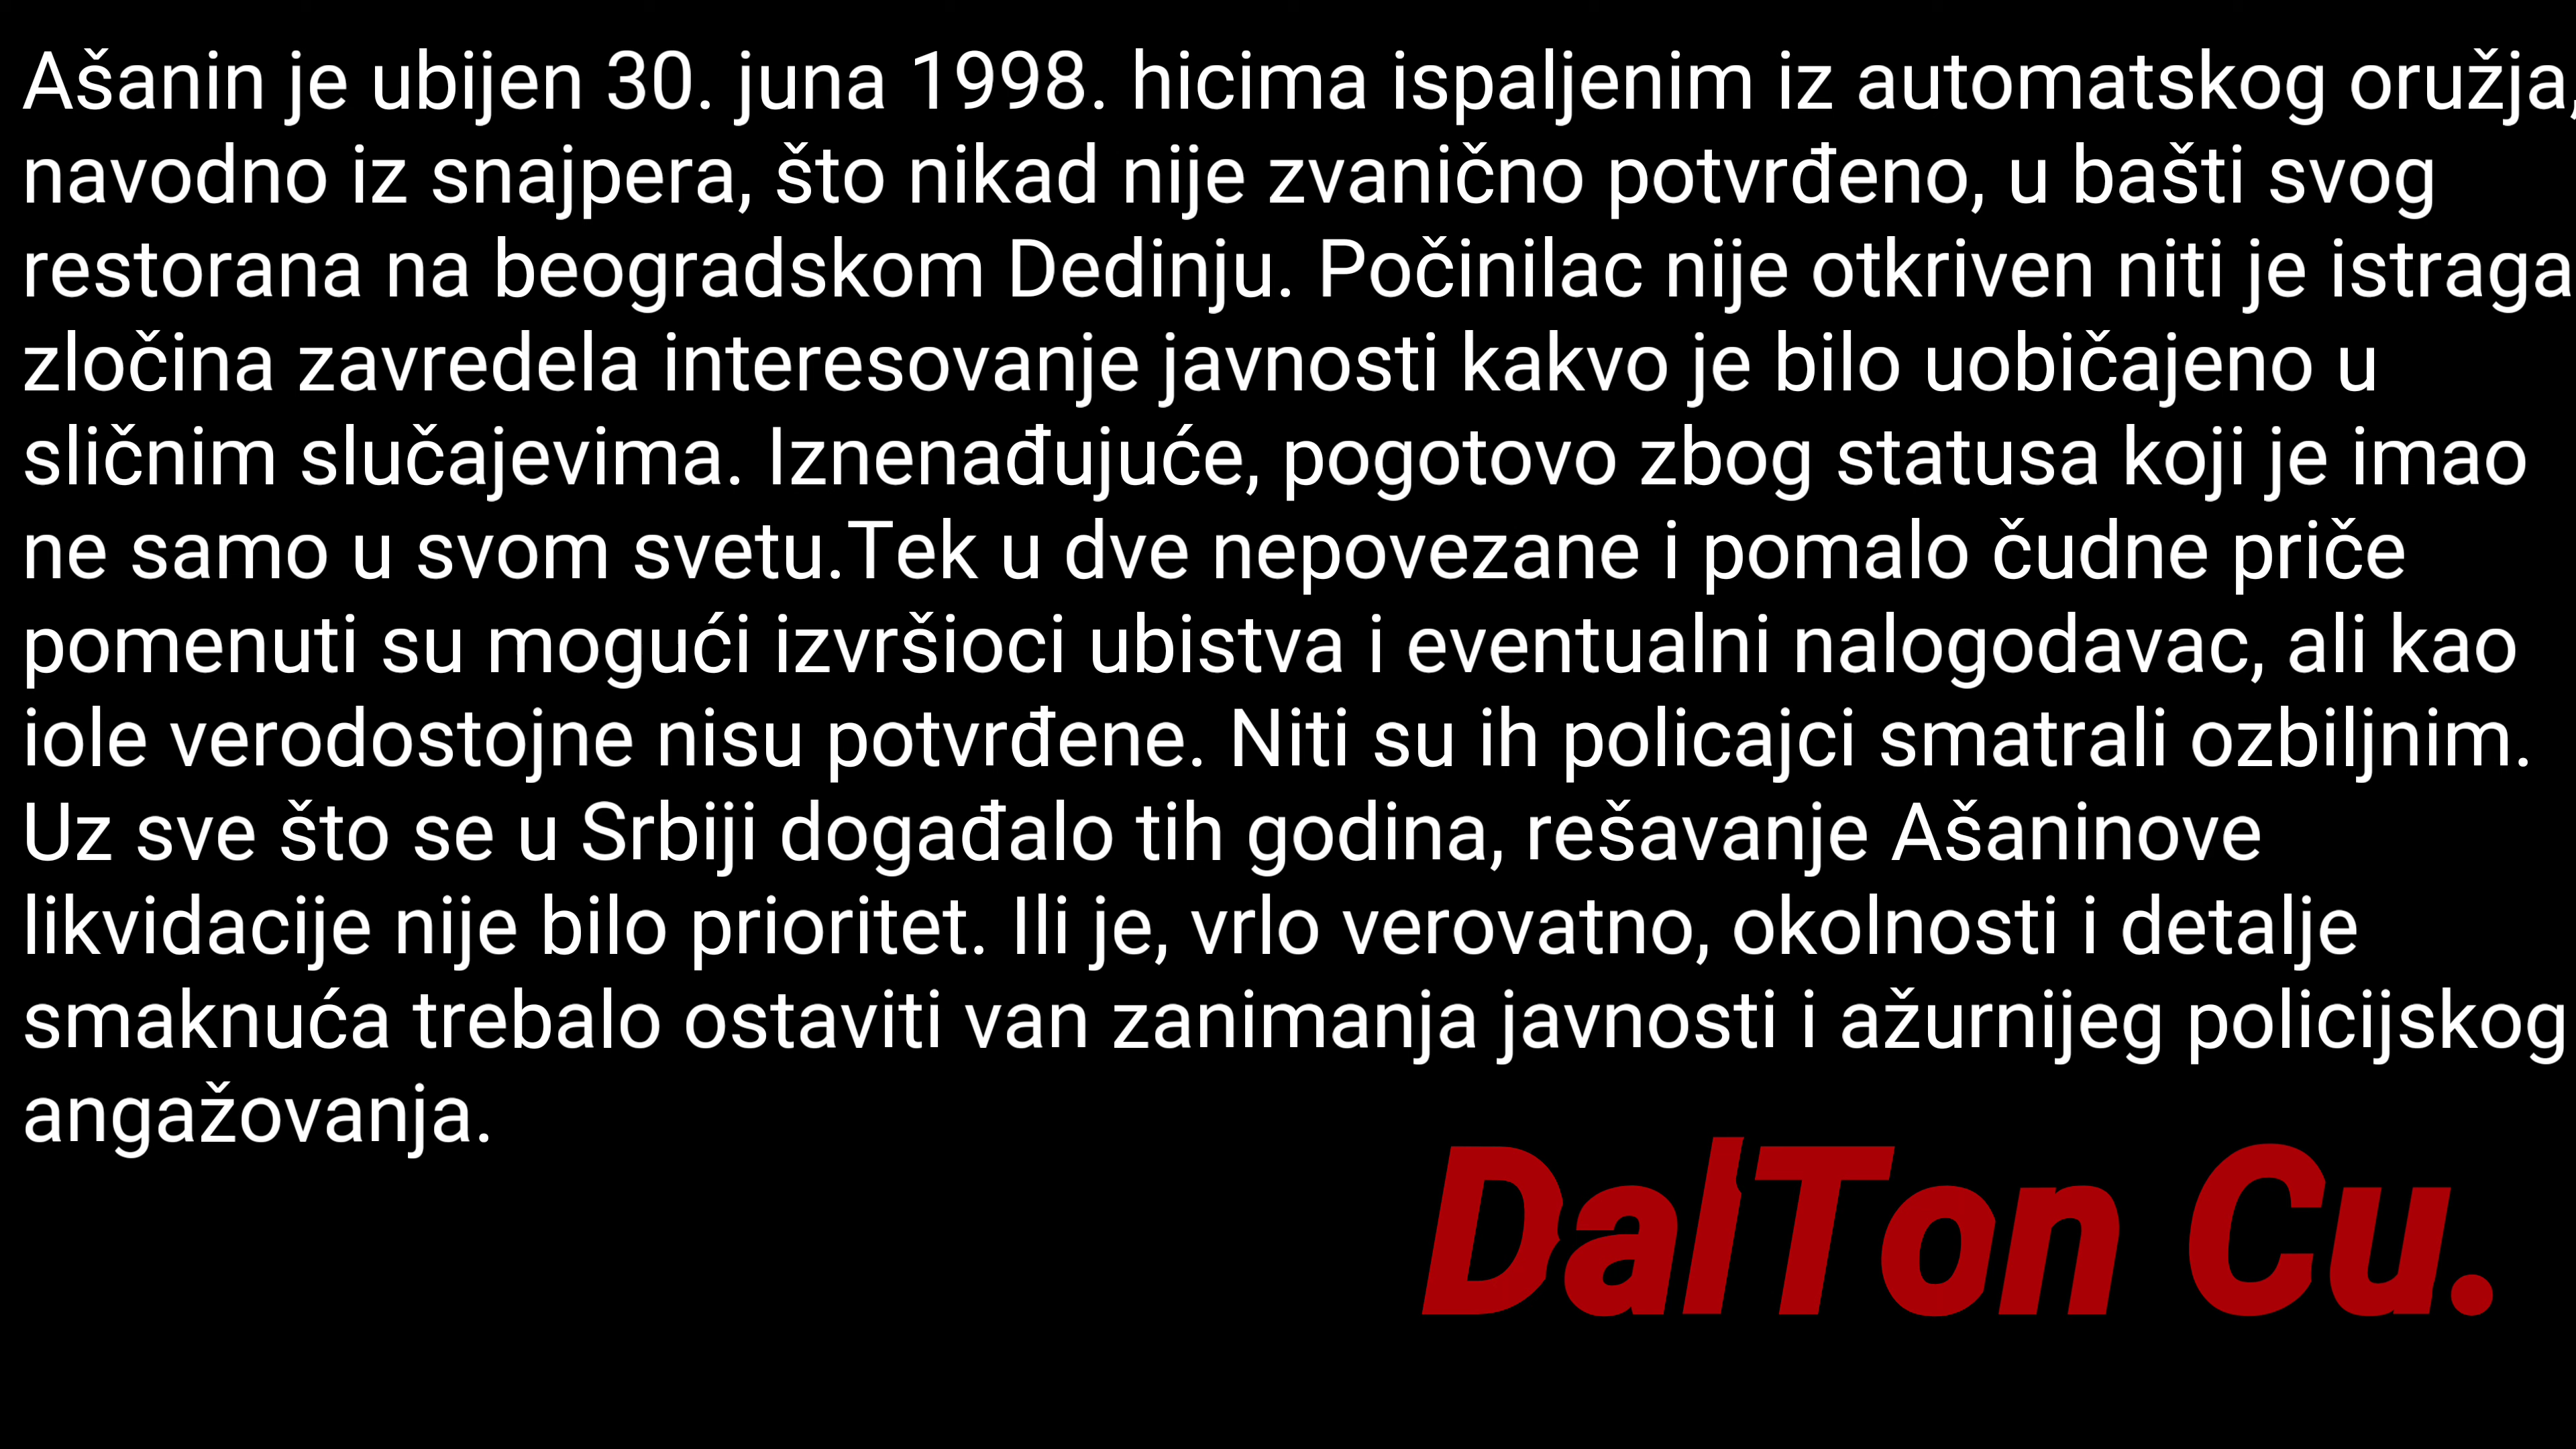 Ašanin je ubijen 30. juna 1998. hicima ispaljenim iz automatskog oružja,
navodno iz snajpera, što nikad nije zvanično potvrđeno, u bašti svog
restorana na beogradskom Dedinju. Počinilac nije otkriven niti je istraga
zločina zavredela interesovanje javnosti kakvo je bilo uobičajeno u
sličnim slučajevima. Iznenađujuće, pogotovo zbog statusa koji je imao
ne samo u svom svetu.Tek u dve nepovezane i pomalo čudne priče
pomenuti su mogući izvršioci ubistva i eventualni nalogodavac, ali kao
iole verodostojne nisu potvrđene. Niti su ih policajci smatrali ozbiljnim.
Uz sve što se u Srbiji događalo tih godina, rešavanje Ašaninove
likvidacije nije bilo prioritet. Ili je, vrlo verovatno, okolnosti i detalje
smaknuća trebalo ostaviti van zanimanja javnosti i ažurnijeg policijskog
angažovanja.
DalTon Cu.